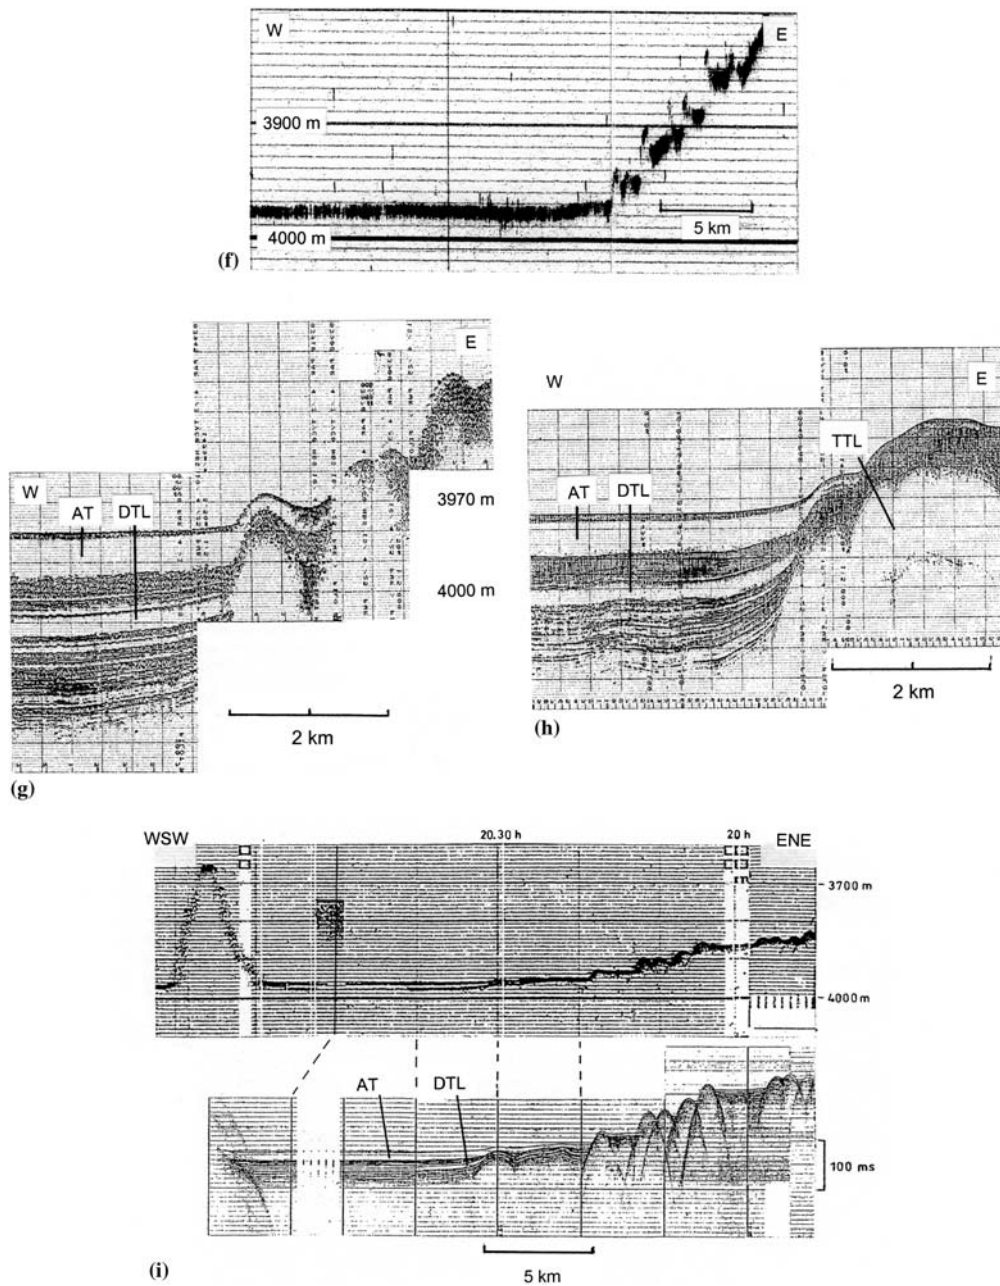 W E
3900 m
5 km
4000 m
(f)
E
W
3970 m
AT DTL
4000 m
2 km
(g)
W E
TTL
AT DTL
2 km
(h)
WSW 20.30 h 20 h ENE
3700 m
4000 m
AT DTL
100 ms
5 km
(i)